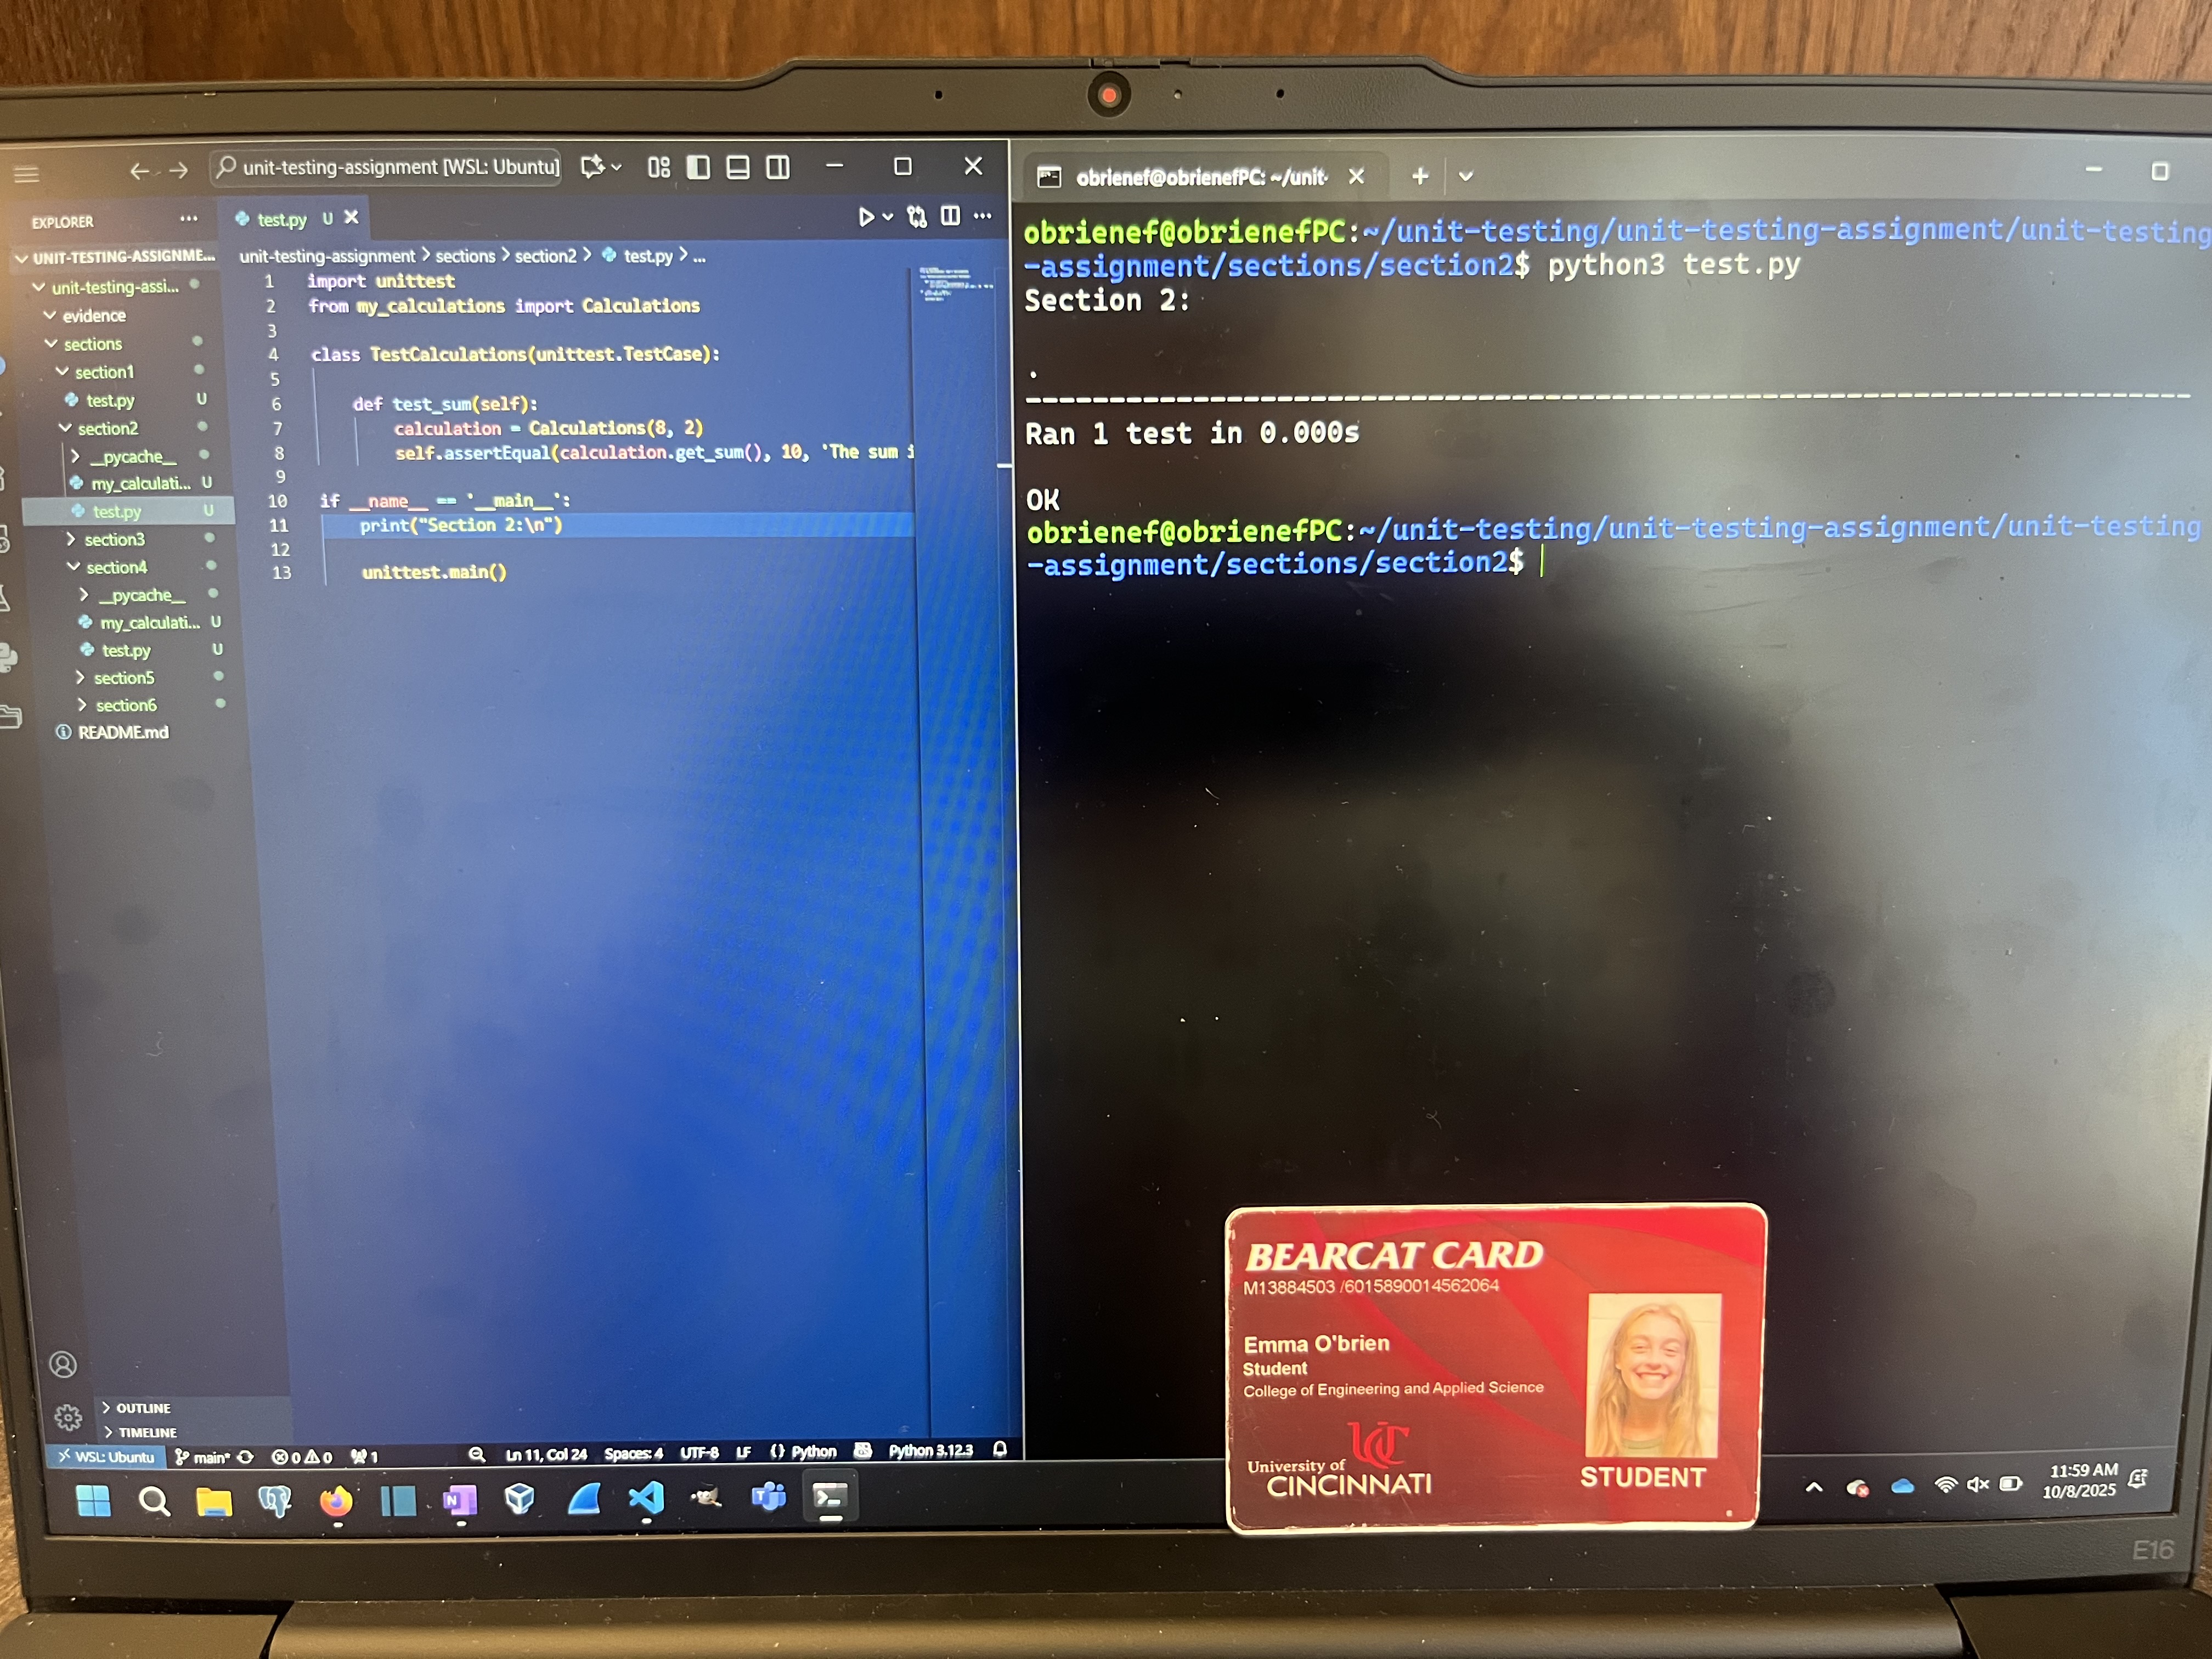 unit-testing-assignment [WSL: Ubuntu]
EXPLORER
UNIT-TESTING-ASSIGNME...
unit-testing-assi...
evidence
sections
section1
test.py U
section2
__pycache__
my_calculati... U
test.py U
section3
section4
__pycache__
my_calculati... U
test.py U
section5
section6
README.md
OUTLINE
TIMELINE
test.py U
unit-testing-assignment > sections > section2 > test.py > ...
1 import unittest
2 from my_calculations import Calculations
3
4 class TestCalculations(unittest.TestCase):
5
6 def test_sum(self):
7 calculation = Calculations(8, 2)
8 self.assertEqual(calculation.get_sum(), 10, 'The sum i
9
10 if __name__ == '__main__':
11 print("Section 2:\n")
12
13 unittest.main()
WSL: Ubuntu main* 0 0 1 Ln 11, Col 24 Spaces: 4 UTF-8 LF {} Python Python 3.12.3
obrienef@obrienefPC: ~/unit-
obrienef@obrienefPC:~/unit-testing/unit-testing-assignment/unit-testing
-assignment/sections/section2$ python3 test.py
Section 2:
.
----------------------------------------------------------------------
Ran 1 test in 0.000s
OK
obrienef@obrienefPC:~/unit-testing/unit-testing-assignment/unit-testing
-assignment/sections/section2$
BEARCAT CARD
M13884503 /6015890014562064
Emma O'brien
Student
College of Engineering and Applied Science
UC
University of
CINCINNATI
STUDENT
11:59 AM
10/8/2025
E16